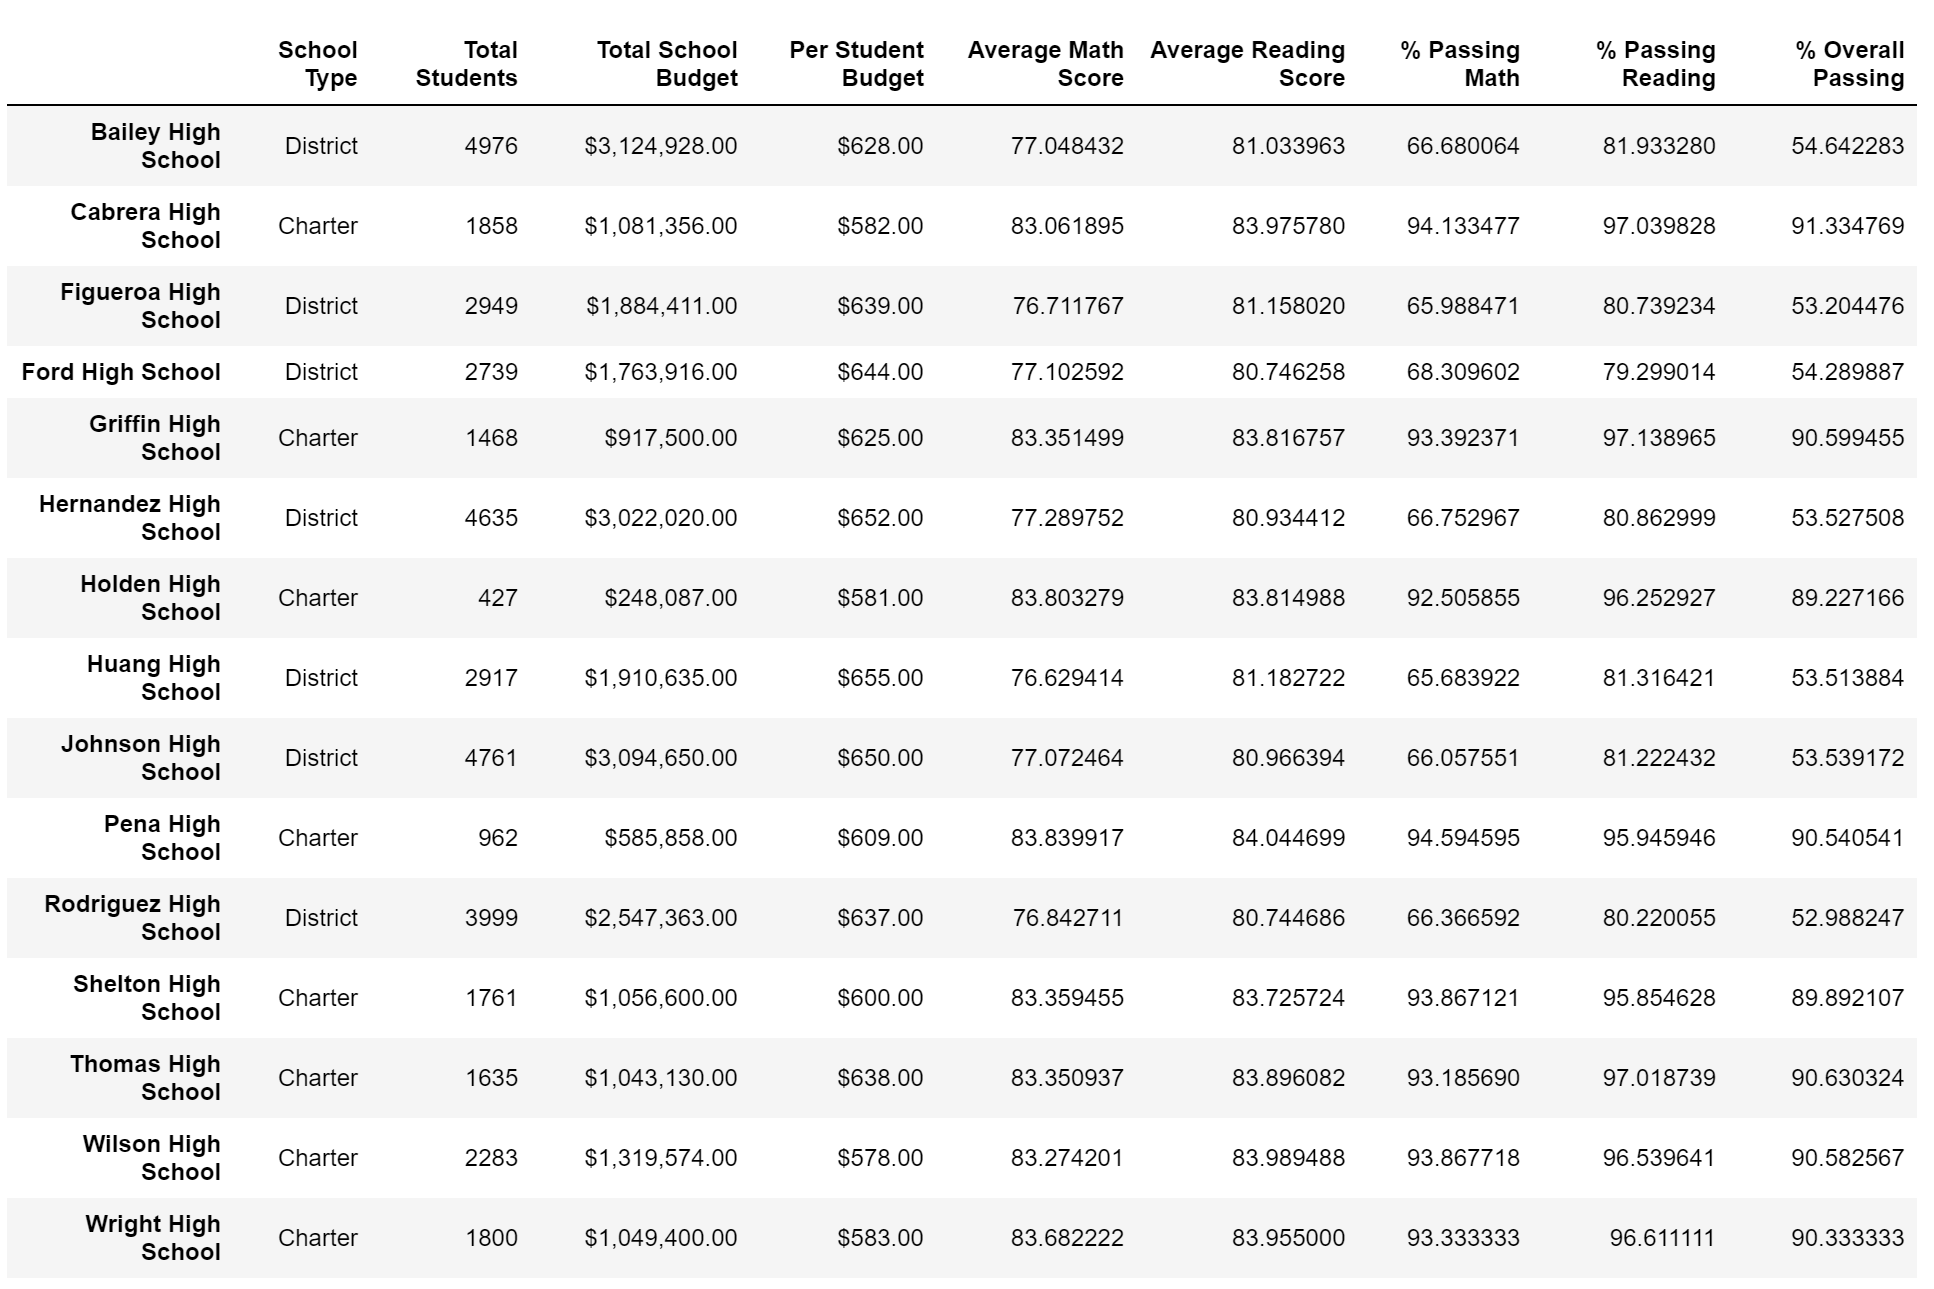 School Type Total Students Total School Budget Per Student Budget Average Math Score Average Reading Score % Passing Math % Passing Reading % Overall Passing
Bailey High School District 4976 $3,124,928.00 $628.00 77.048432 81.033963 66.680064 81.933280 54.642283
Cabrera High School Charter 1858 $1,081,356.00 $582.00 83.061895 83.975780 94.133477 97.039828 91.334769
Figueroa High School District 2949 $1,884,411.00 $639.00 76.711767 81.158020 65.988471 80.739234 53.204476
Ford High School District 2739 $1,763,916.00 $644.00 77.102592 80.746258 68.309602 79.299014 54.289887
Griffin High School Charter 1468 $917,500.00 $625.00 83.351499 83.816757 93.392371 97.138965 90.599455
Hernandez High School District 4635 $3,022,020.00 $652.00 77.289752 80.934412 66.752967 80.862999 53.527508
Holden High School Charter 427 $248,087.00 $581.00 83.803279 83.814988 92.505855 96.252927 89.227166
Huang High School District 2917 $1,910,635.00 $655.00 76.629414 81.182722 65.683922 81.316421 53.513884
Johnson High School District 4761 $3,094,650.00 $650.00 77.072464 80.966394 66.057551 81.222432 53.539172
Pena High School Charter 962 $585,858.00 $609.00 83.839917 84.044699 94.594595 95.945946 90.540541
Rodriguez High School District 3999 $2,547,363.00 $637.00 76.842711 80.744686 66.366592 80.220055 52.988247
Shelton High School Charter 1761 $1,056,600.00 $600.00 83.359455 83.725724 93.867121 95.854628 89.892107
Thomas High School Charter 1635 $1,043,130.00 $638.00 83.350937 83.896082 93.185690 97.018739 90.630324
Wilson High School Charter 2283 $1,319,574.00 $578.00 83.274201 83.989488 93.867718 96.539641 90.582567
Wright High School Charter 1800 $1,049,400.00 $583.00 83.682222 83.955000 93.333333 96.611111 90.333333